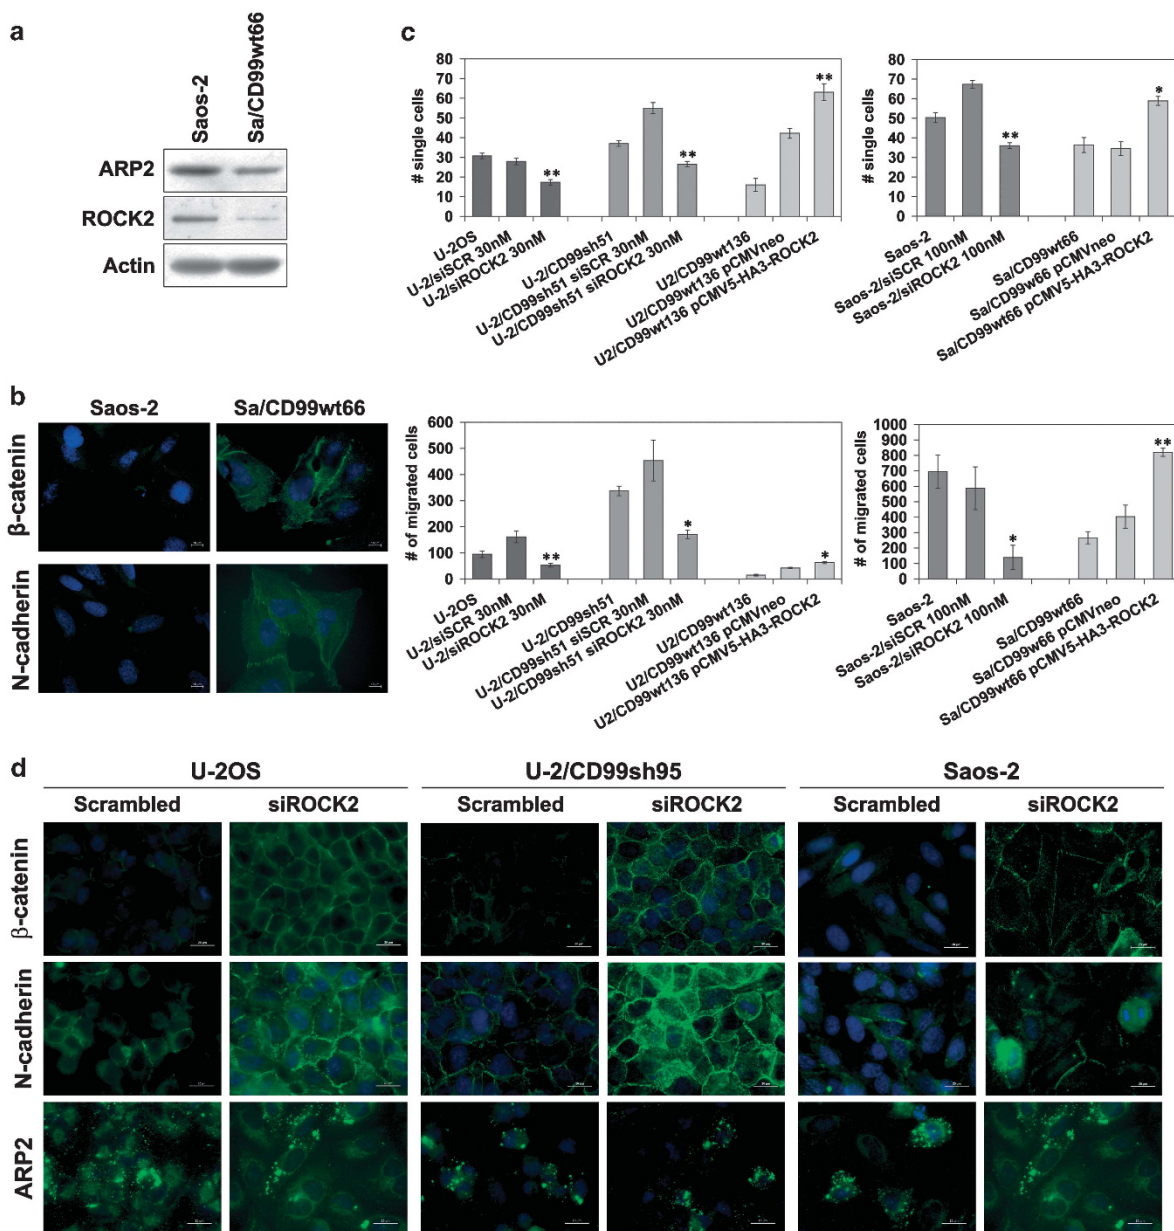 a
Saos-2
Sa/CD99wt66
ARP2
ROCK2
Actin
c
# single cells
80
70
60
50
40
30
20
10
0
**
**
**
U-2OS
U-2/siSCR 30nM
U-2/siROCK2 30nM
U-2/CD99sh51
U-2/CD99sh51 siSCR 30nM
U-2/CD99sh51 siROCK2 30nM
U2/CD99wt136
U2/CD99wt136 pCMVneo
U2/CD99wt136 pCMV5-HA3-ROCK2
# single cells
80
70
60
50
40
30
20
10
0
**
*
Saos-2
Saos-2/siSCR 100nM
Saos-2/siROCK2 100nM
Sa/CD99wt66
Sa/CD99w66 pCMVneo
Sa/CD99wt66 pCMV5-HA3-ROCK2
b
Saos-2
Sa/CD99wt66
β-catenin
N-cadherin
# of migrated cells
600
500
400
300
200
100
0
**
*
*
U-2OS
U-2/siSCR 30nM
U-2/siROCK2 30nM
U-2/CD99sh51
U-2/CD99sh51 siSCR 30nM
U-2/CD99sh51 siROCK2 30nM
U2/CD99wt136
U2/CD99wt136 pCMVneo
U2/CD99wt136 pCMV5-HA3-ROCK2
# of migrated cells
1000
900
800
700
600
500
400
300
200
100
0
*
**
Saos-2
Saos-2/siSCR 100nM
Saos-2/siROCK2 100nM
Sa/CD99wt66
Sa/CD99w66 pCMVneo
Sa/CD99wt66 pCMV5-HA3-ROCK2
d
U-2OS
U-2/CD99sh95
Saos-2
Scrambled
siROCK2
Scrambled
siROCK2
Scrambled
siROCK2
β-catenin
N-cadherin
ARP2